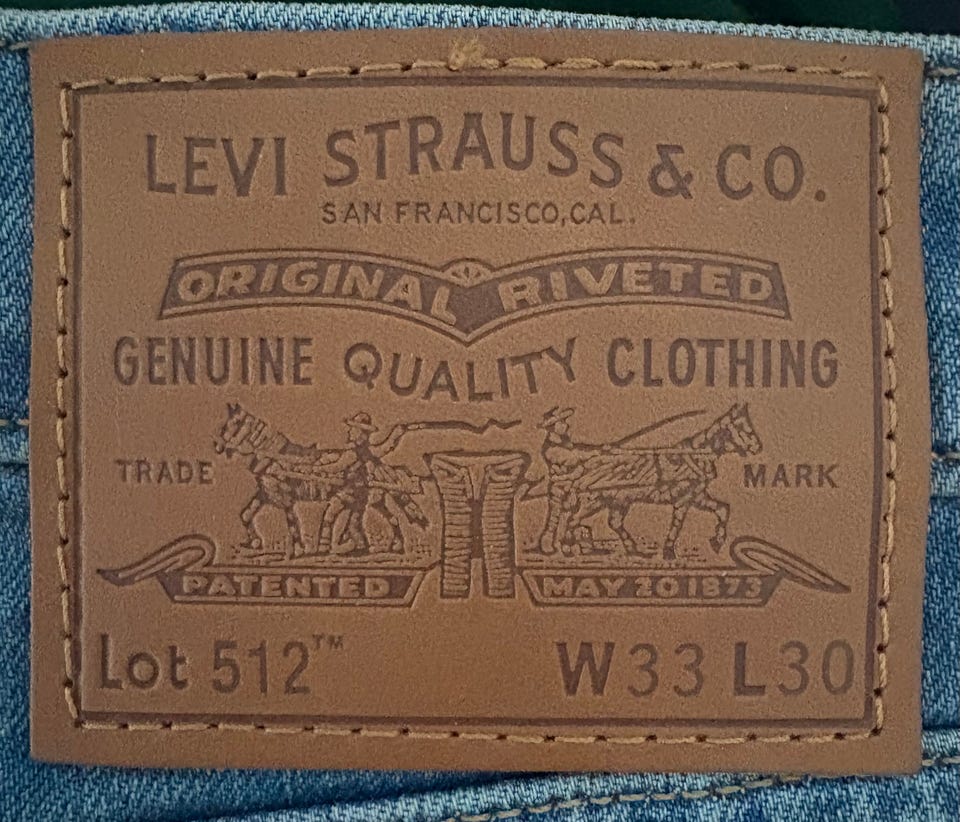 LEVI STRAUSS & CO.
SAN FRANCISCO, CAL.
ORIGINAL RIVETED
GENUINE QUALITY CLOTHING
TRADE MARK
PATENTED MAY 20 1873
Lot 512™ W33 L30